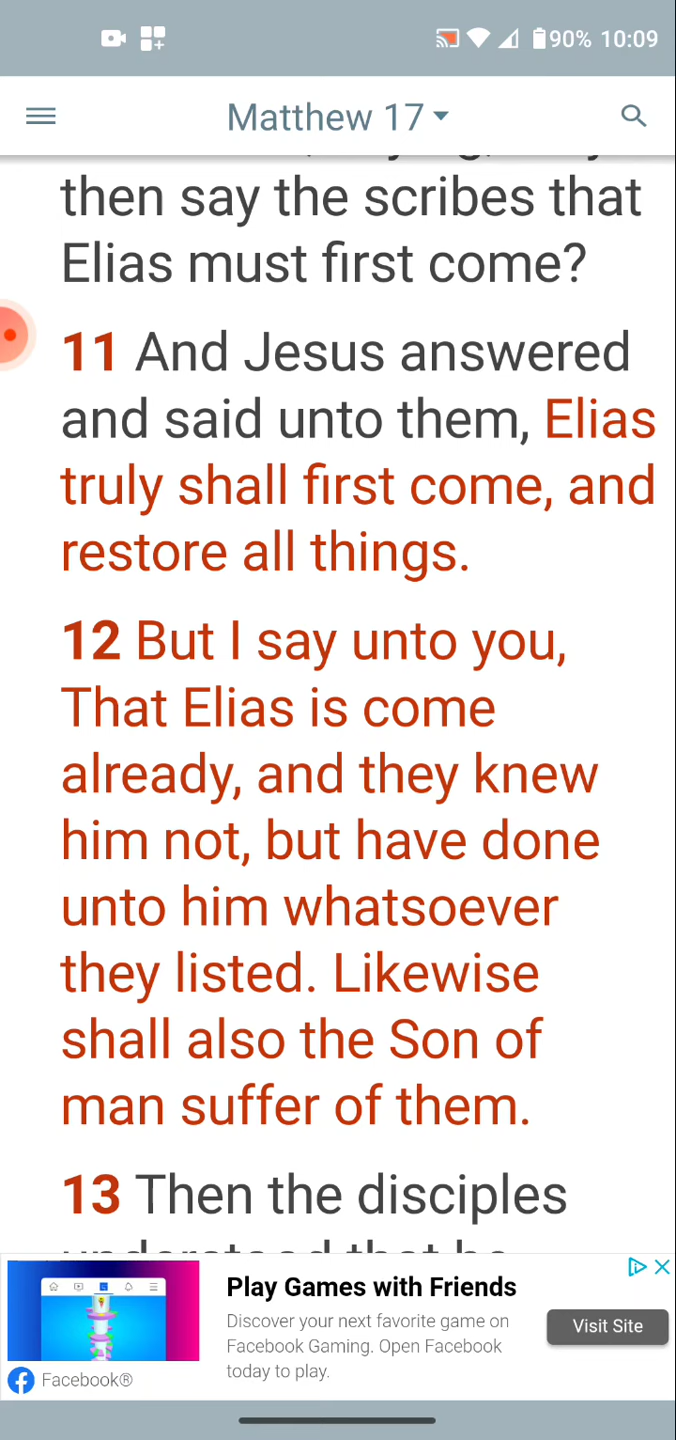 90% 10:09
Matthew 17
then say the scribes that
Elias must first come?
11 And Jesus answered
and said unto them, Elias
truly shall first come, and
restore all things.
12 But I say unto you,
That Elias is come
already, and they knew
him not, but have done
unto him whatsoever
they listed. Likewise
shall also the Son of
man suffer of them.
13 Then the disciples
understood that he
Play Games with Friends
Discover your next favorite game on
Facebook Gaming. Open Facebook
today to play.
Visit Site
Facebook®